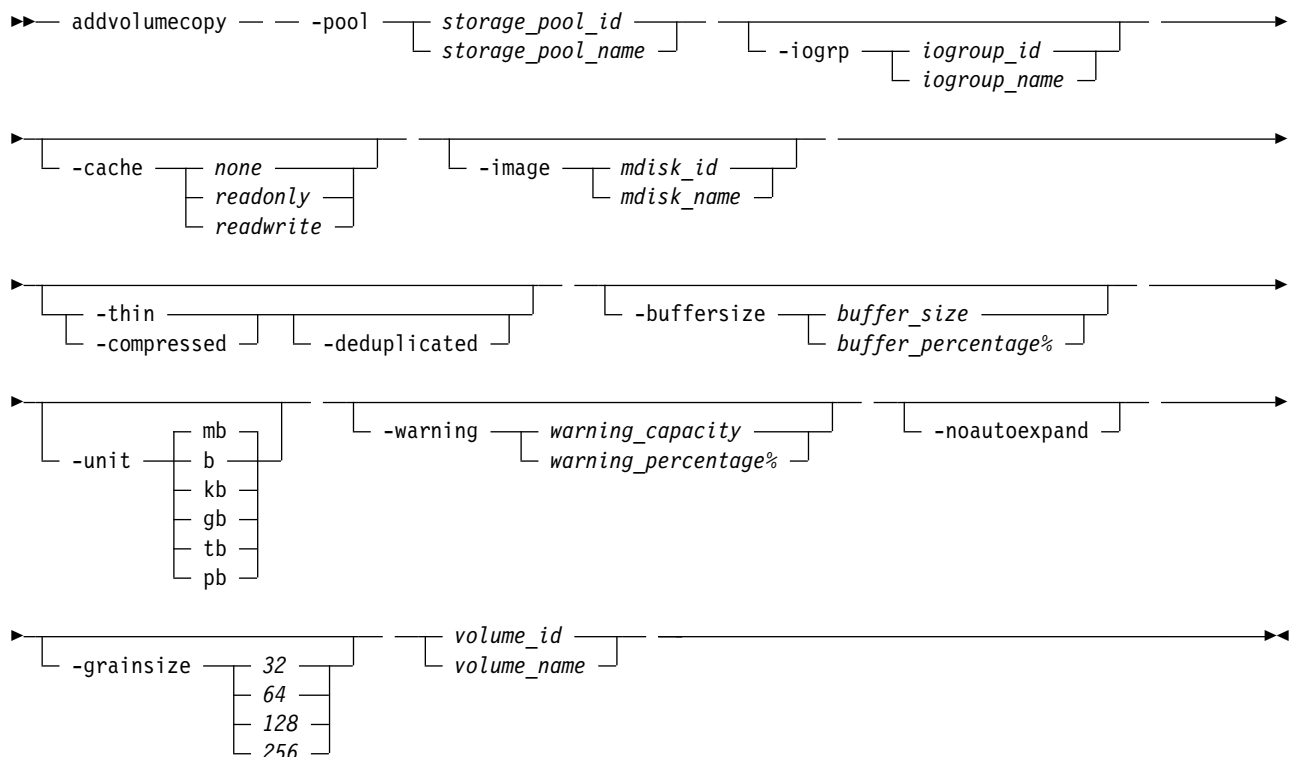 addvolumecopy -pool storage_pool_id
storage_pool_name -iogrp iogroup_id
iogroup_name
-cache none -image mdisk_id
readonly mdisk_name
readwrite
-thin -buffersize buffer_size
-compressed -deduplicated buffer_percentage%
mb -warning warning_capacity -noautoexpand
-unit b warning_percentage%
kb
gb
tb
pb
-grainsize 32 volume_id
64 volume_name
128
256